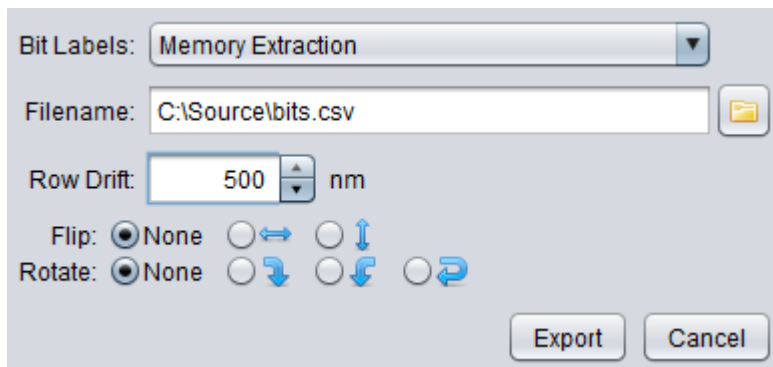 Bit Labels: Memory Extraction
Filename: C:\Source\bits.csv
Row Drift: 500 nm
Flip: None
Rotate: None
Export Cancel